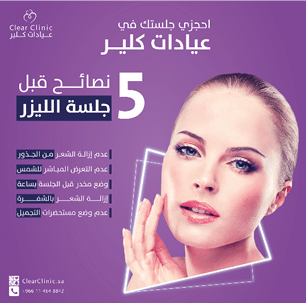 Clear Clinic
عيادات كلير
احجزي جلستك في
عيادات كلير
5 نصائح قبل
جلسة الليزر
عدم إزالة الشعر من الجذور
عدم التعرض المباشر للشمس
وضع مخدر قبل الجلسة بساعة
إزالة الشعر بالشفرة
عدم وضع مستحضرات التجميل
ClearClinic.sa